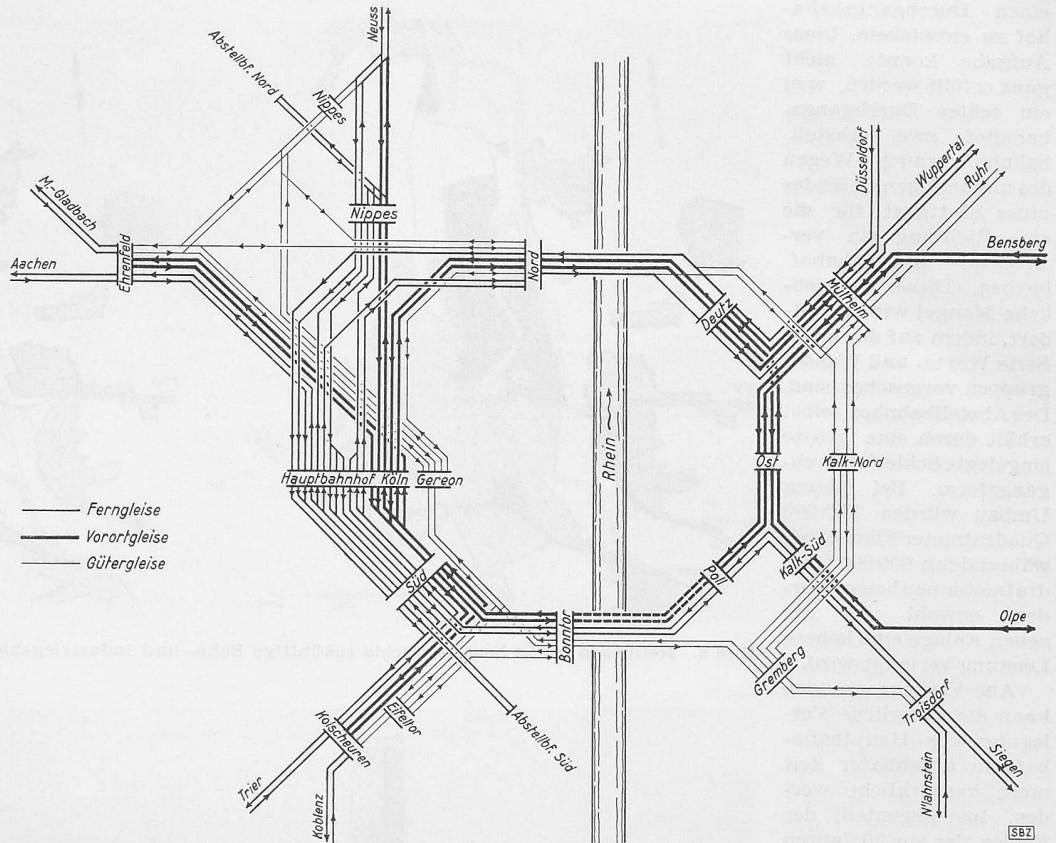 Neuss
Abstellbf. Nord
Nippes
M.-Gladbach
Aachen
Ehrenfeld
Nippes
Nord
Düsseldorf
Wuppertal
Ruhr
Bensberg
Mülheim
Deutz
Rhein
Hauptbahnhof Köln
Gereon
Ost
Kalk-Nord
Ferngleise
Vorortgleise
Gütergleise
Süd
Bonntor
Poll
Kalk-Süd
Olpe
Gremberg
Troisdorf
Siegen
N'lahnstein
Eifeltor
Kolscheuren
Abstellbf. Süd
Trier
Koblenz
SBZ